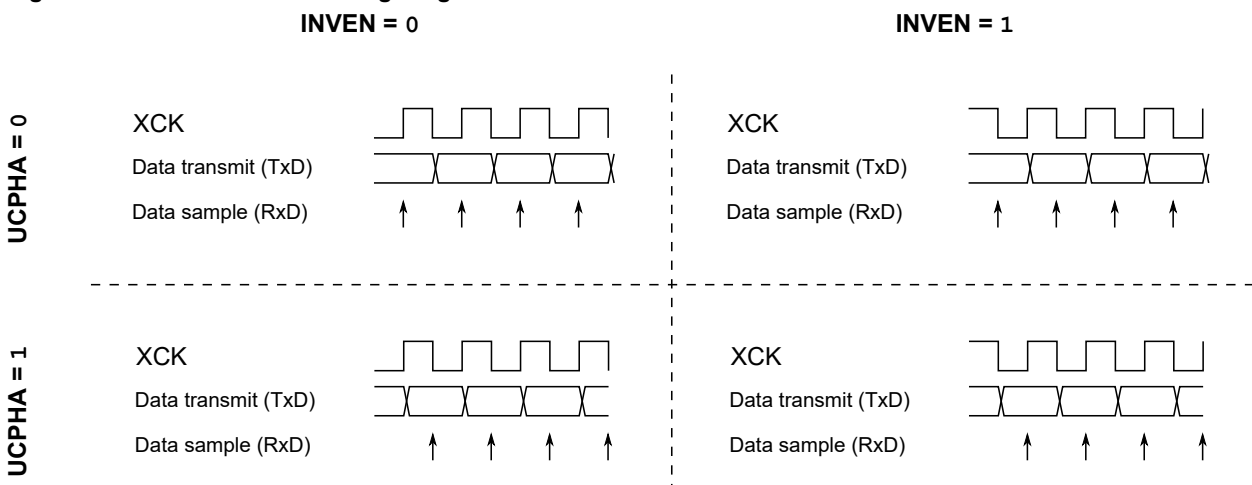 INVEN = 0
INVEN = 1
UCPHA = 0
XCK
Data transmit (TxD)
Data sample (RxD)
XCK
Data transmit (TxD)
Data sample (RxD)
UCPHA = 1
XCK
Data transmit (TxD)
Data sample (RxD)
XCK
Data transmit (TxD)
Data sample (RxD)